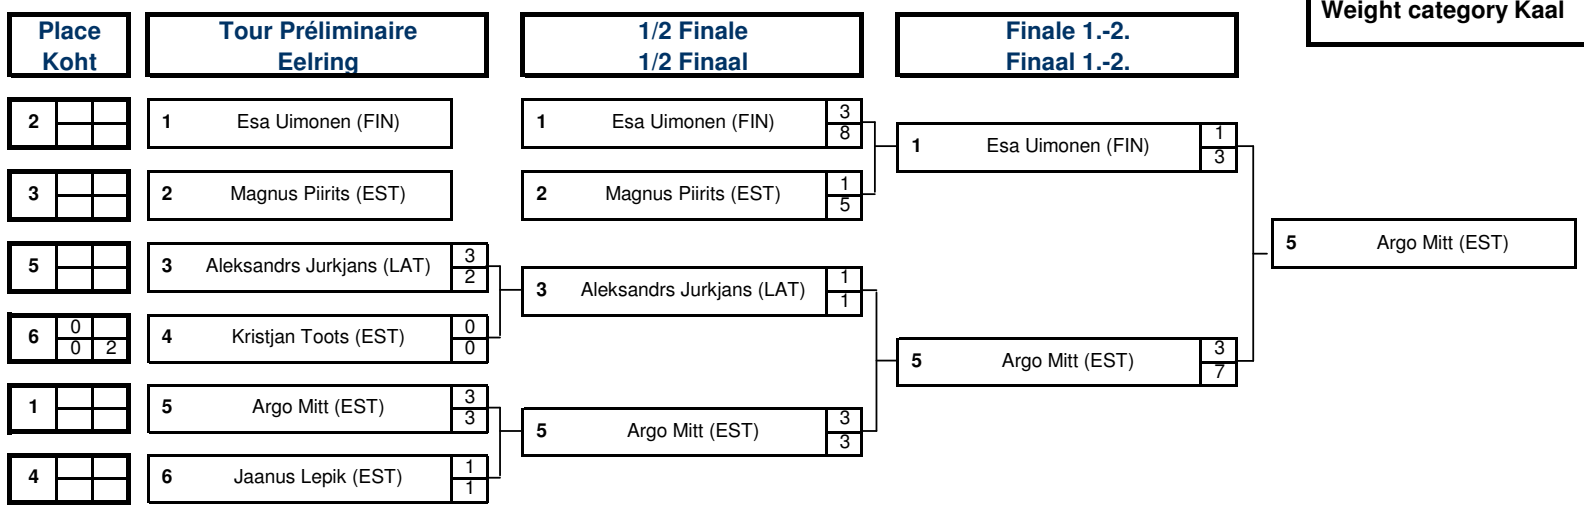 Weight category Kaal
Place
Koht
Tour Préliminaire
Eelring
1/2 Finale
1/2 Finaal
Finale 1.-2.
Finaal 1.-2.
2
1 Esa Uimonen (FIN)
1 Esa Uimonen (FIN) 3
8
1 Esa Uimonen (FIN) 1
3
3
2 Magnus Piirits (EST)
2 Magnus Piirits (EST) 1
5
5 Argo Mitt (EST)
5
3 Aleksandrs Jurkjans (LAT) 3
2
3 Aleksandrs Jurkjans (LAT) 1
1
6 0
0 2
4 Kristjan Toots (EST) 0
0
5 Argo Mitt (EST) 3
7
1
5 Argo Mitt (EST) 3
3
5 Argo Mitt (EST) 3
3
4
6 Jaanus Lepik (EST) 1
1